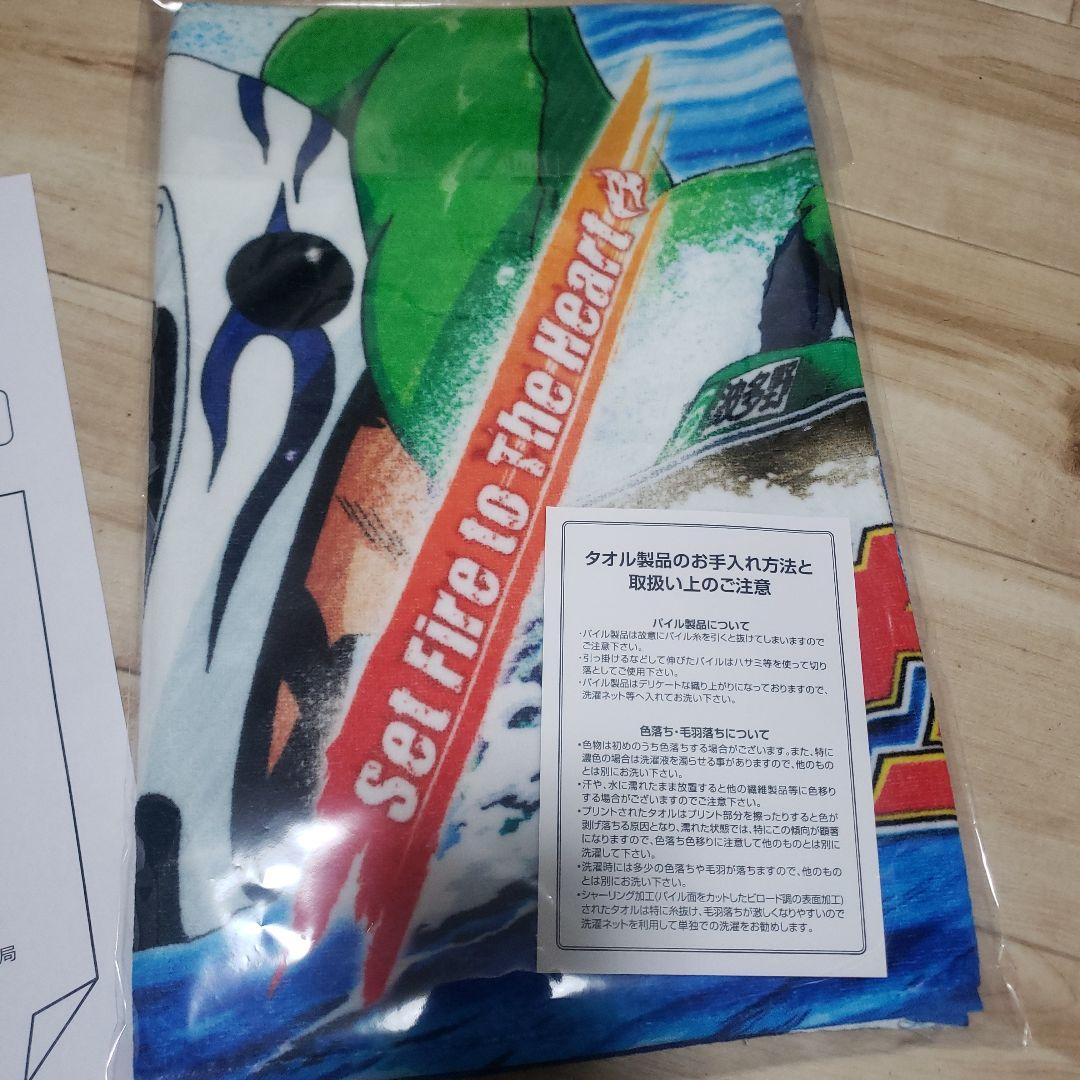 Set Fire to The Heart
波多野
タオル製品のお手入れ方法と
取扱い上のご注意
パイル製品について
・パイル製品は故意にパイル糸を引くと抜けてしまいますので
ご注意下さい。
・引っ掛けるなどして伸びたパイルはハサミ等を使って切り
落としてご使用下さい。
・パイル製品はデリケートな織り上がりになっておりますので、
洗濯ネット等へ入れてお洗い下さい。
色落ち・毛羽落ちについて
・色物は初めのうち色落ちする場合がございます。また、特に
濃色の場合は洗濯液を濁らせる事がありますので、他のもの
とは別にお洗い下さい。
・汗や、水に濡れたまま放置すると他の繊維製品等に色移り
する場合がございますのでご注意下さい。
・プリントされたタオルはプリント部分を擦ったりすると色が
剥げ落ちる原因となり、濡れた状態では、特にこの傾向が顕著
になりますので、色落ち色移りに注意して他のものとは別に
洗濯して下さい。
・洗濯時には多少の色落ちや毛羽が落ちますので、他のもの
とは別にお洗い下さい。
・シャーリング加工(パイル面をカットしたビロード調の表面加工)
されたタオルは特に糸抜け、毛羽落ちが激しくなりやすいので
洗濯ネットを利用して単独での洗濯をお勧めします。
局